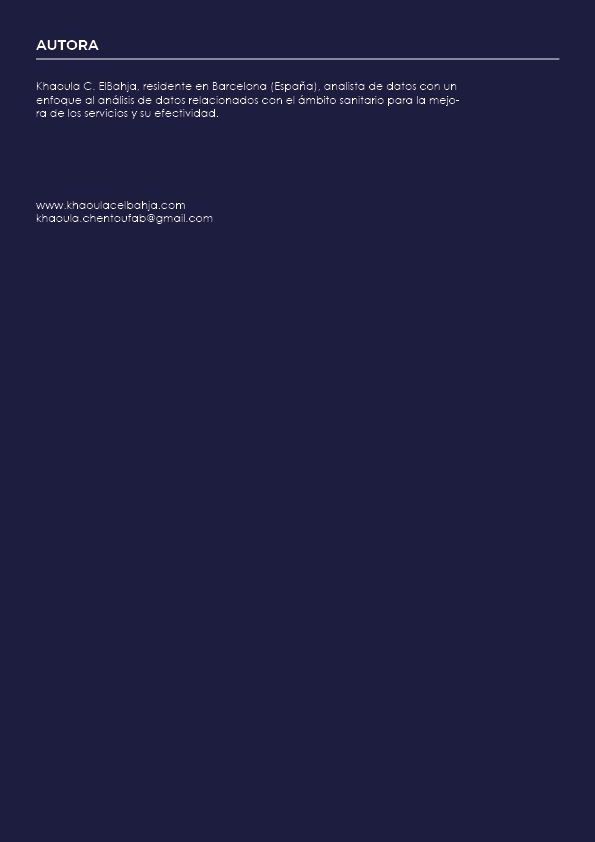 AUTORA
Khaoula C. ElBahja, residente en Barcelona (España), analista de datos con un
enfoque al análisis de datos relacionados con el ámbito sanitario para la mejo-
ra de los servicios y su efectividad.
www.khaoulacelbahja.com
khaoula.chentoufab@gmail.com